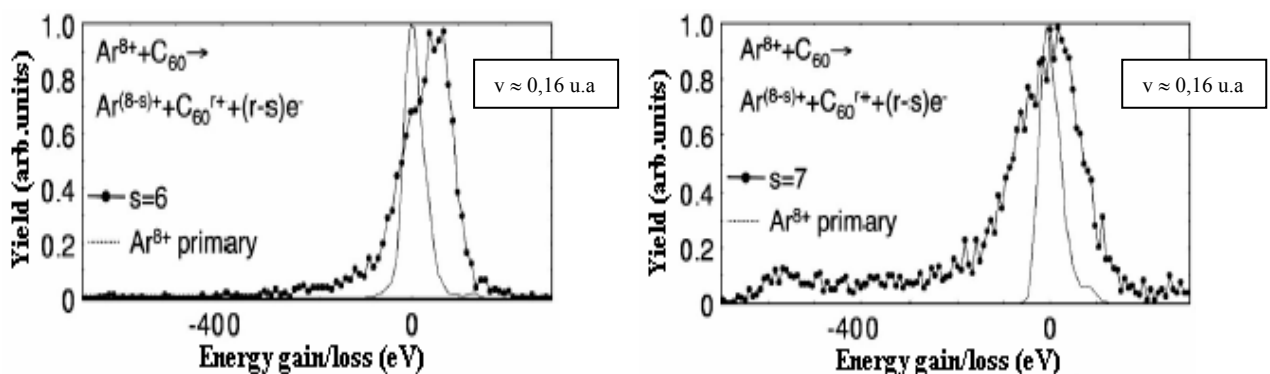 1.0
Ar8++C60→
Ar(8-s)++C60r++(r-s)e-
v ≈ 0,16 u.a
0.8
0.6
0.4
0.2
0
s=6
Ar8+ primary
Yield (arb.units)
-400
0
Energy gain/loss (eV)
1.0
Ar8++C60→
Ar(8-s)++C60r++(r-s)e-
v ≈ 0,16 u.a
0.8
0.6
0.4
0.2
0
s=7
Ar8+ primary
Yield (arb.units)
-400
0
Energy gain/loss (eV)